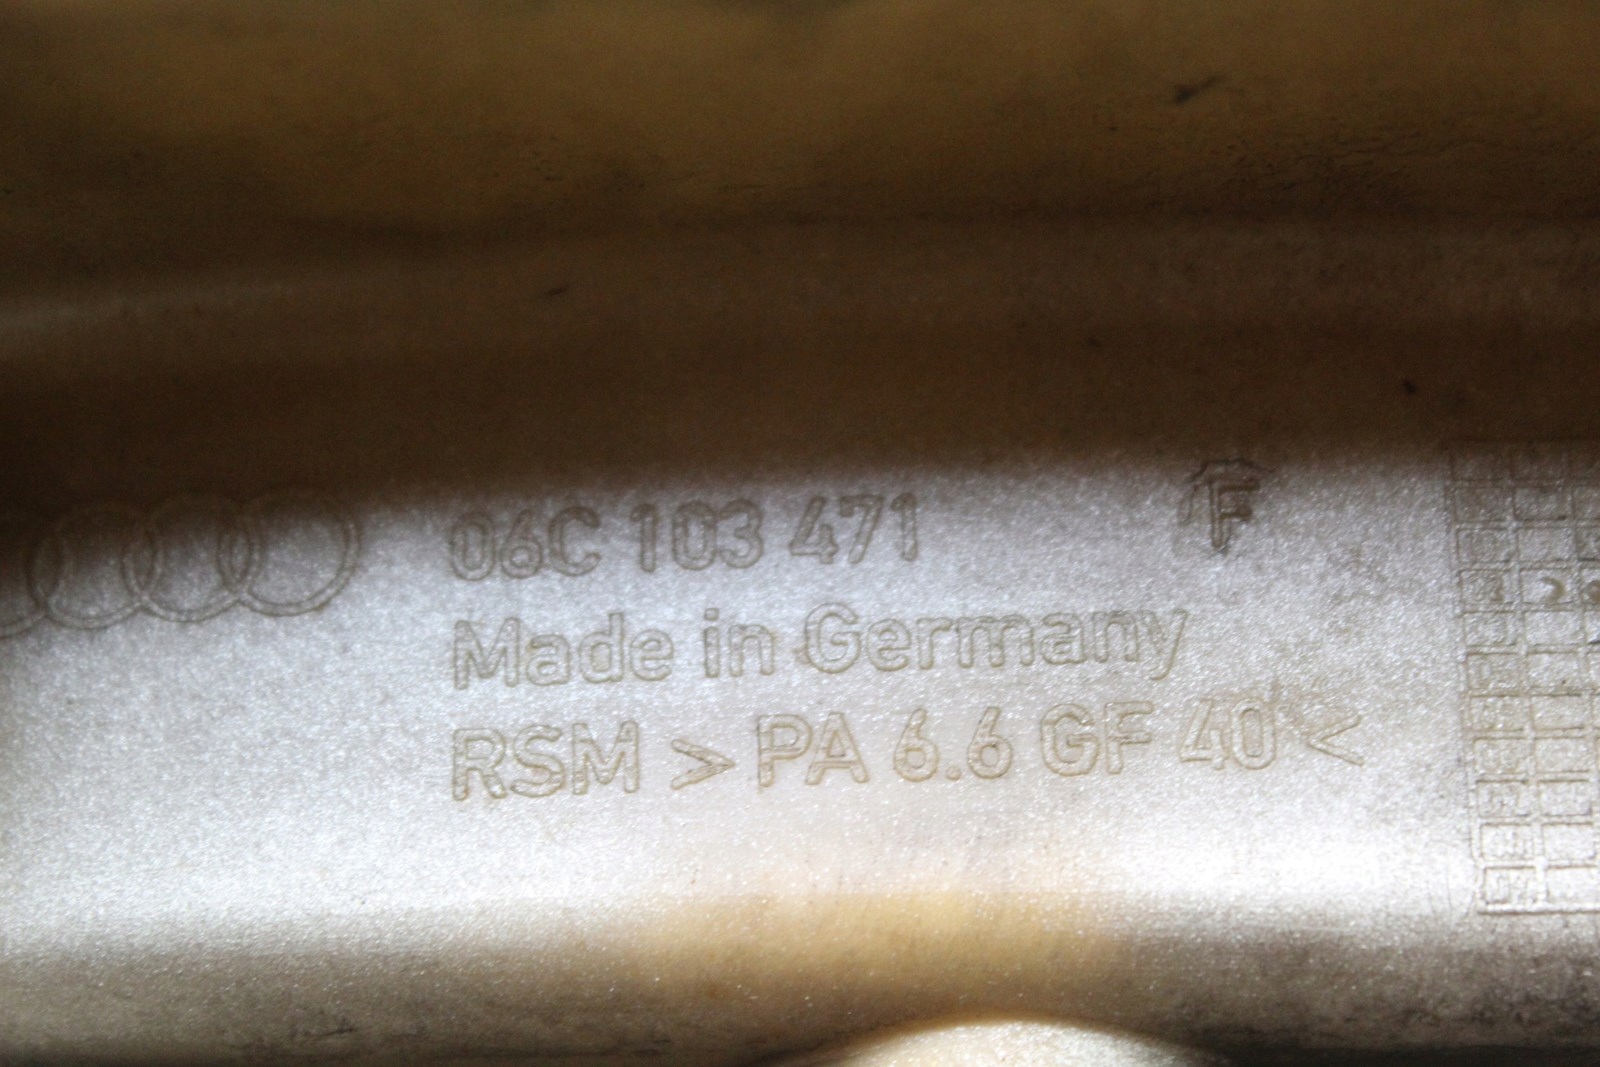 06C 103 471 F
Made in Germany
RSM >PA 6.6 GF 40<